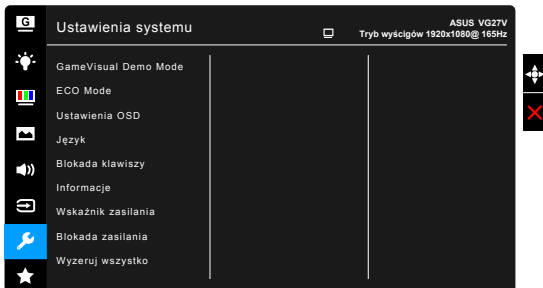 G
Ustawienia systemu
ASUS VG27V
Tryb wyścigów 1920x1080@ 165Hz
GameVisual Demo Mode
ECO Mode
Ustawienia OSD
Język
Blokada klawiszy
Informacje
Wskaźnik zasilania
Blokada zasilania
Wyzeruj wszystko